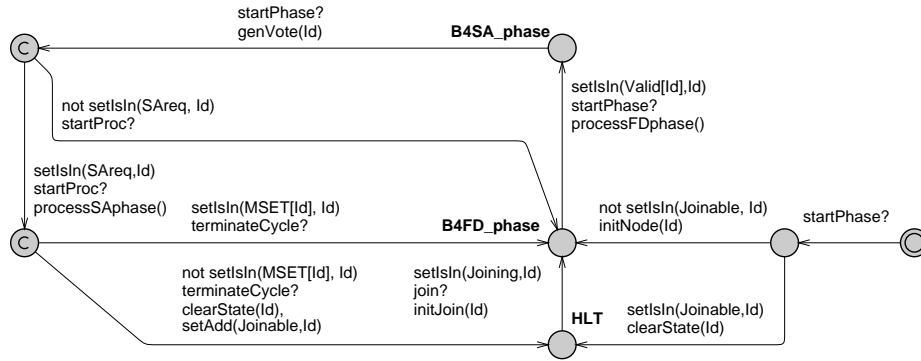 startPhase?
genVote(Id)
B4SA_phase
C
setIsIn(Valid[Id],Id)
startPhase?
processFDphase()
not setIsIn(SAreq, Id)
startProc?
setIsIn(SAreq,Id)
startProc?
processSAphase()
setIsIn(MSET[Id], Id)
terminateCycle?
B4FD_phase
not setIsIn(Joinable, Id)
initNode(Id)
startPhase?
C
not setIsIn(MSET[Id], Id)
terminateCycle?
clearState(Id),
setAdd(Joinable,Id)
setIsIn(Joining,Id)
join?
initJoin(Id)
HLT
setIsIn(Joinable,Id)
clearState(Id)